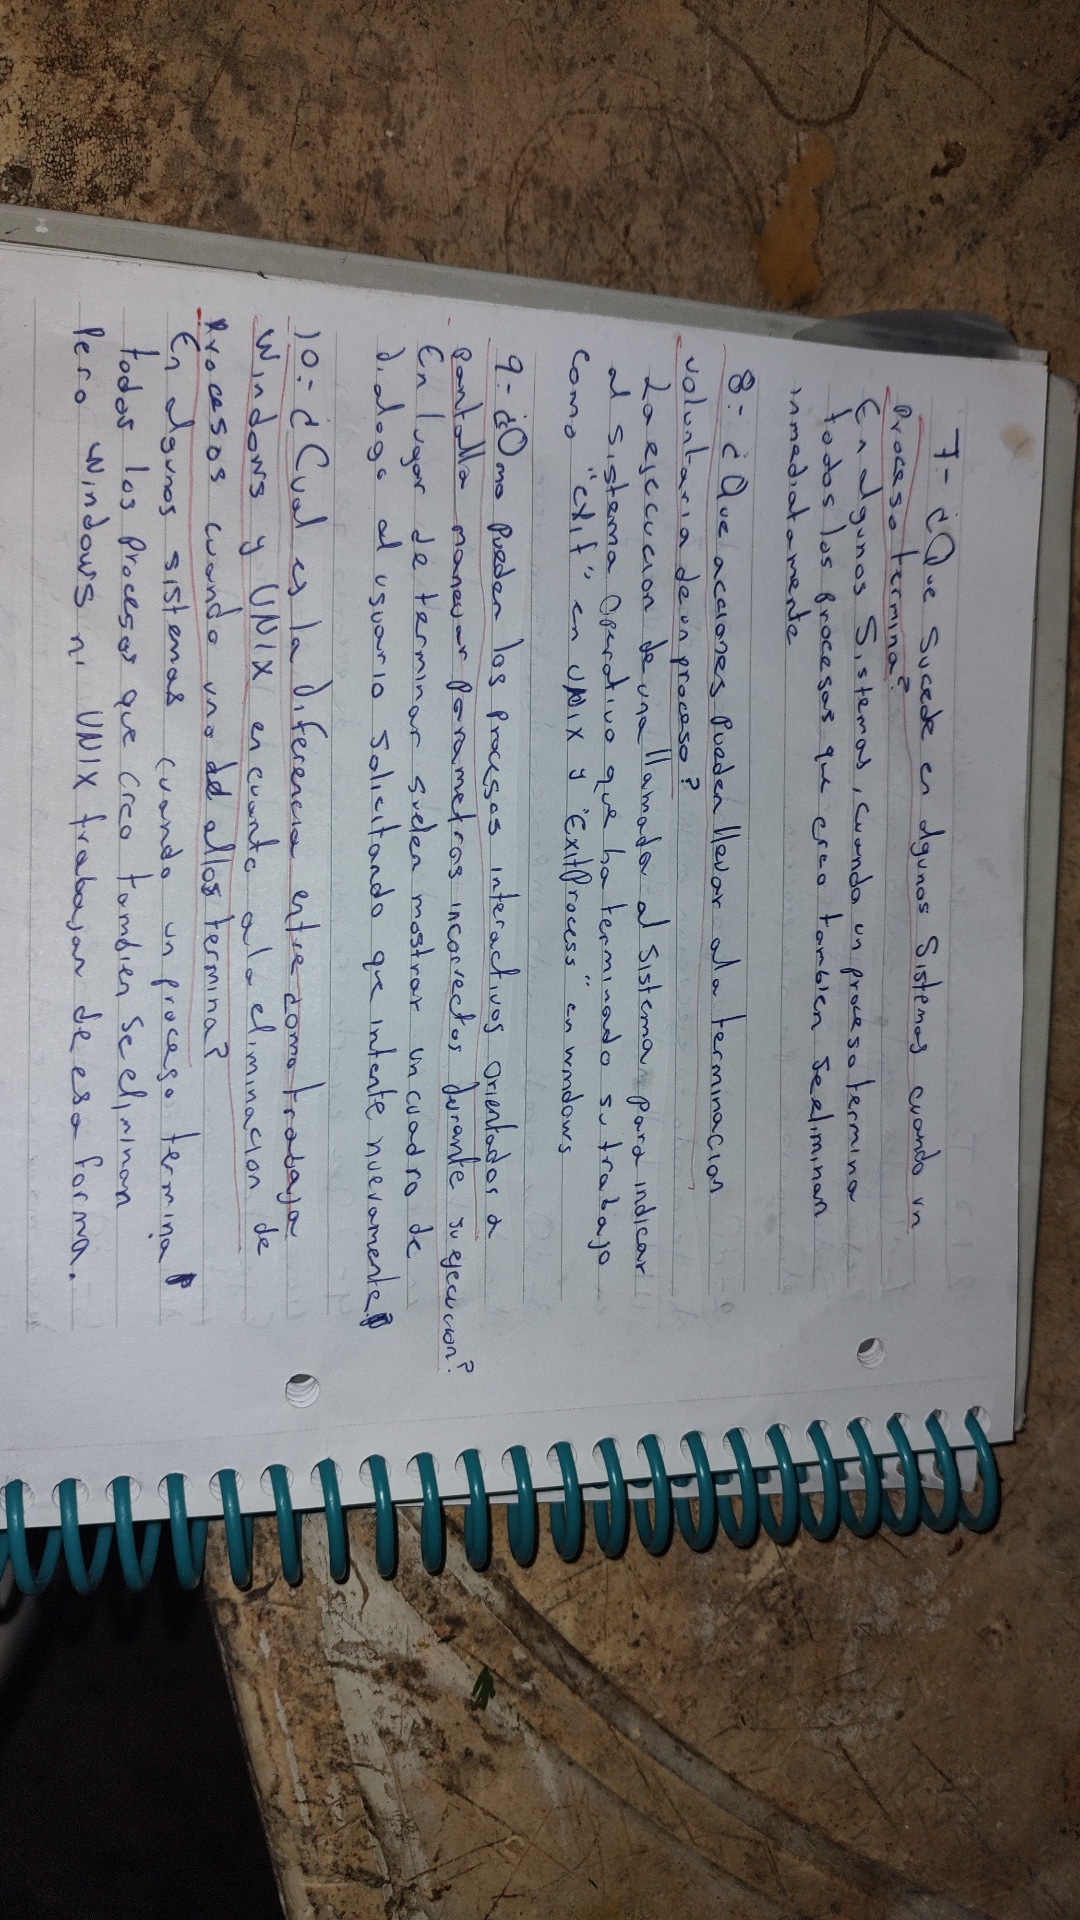 7- ¿Que Sucede en algunos Sistemas cuando un
Proceso termina?
En algunos Sistemas, cuando un proceso termina
todos los procesos que creo tambien se eliminan
inmediatamente
8- ¿Que acciones pueden llevar a la terminacion
voluntaria de un proceso?
La ejecucion de una llamada al Sistema para indicar
al Sistema Operativo que ha terminado su trabajo
como "exit" en UNIX y "ExitProcess" en windows
9- ¿Omo pueden los procesos interactivos orientados a
pantalla manejar parametros incorrectos durante su ejecucion?
En lugar de terminar suelen mostrar un cuadro de
dialogo al usuario solicitando que intente nuevamente.
10- ¿Cual es la diferencia entre como trabaja
Windows y UNIX en cuanto a la eliminacion de
Procesos cuando uno de ellos termina?
En algunos sistemas cuando un proceso termina
todos los procesos que creo tambien se eliminan
Pero Windows ni UNIX trabajan de esa forma.